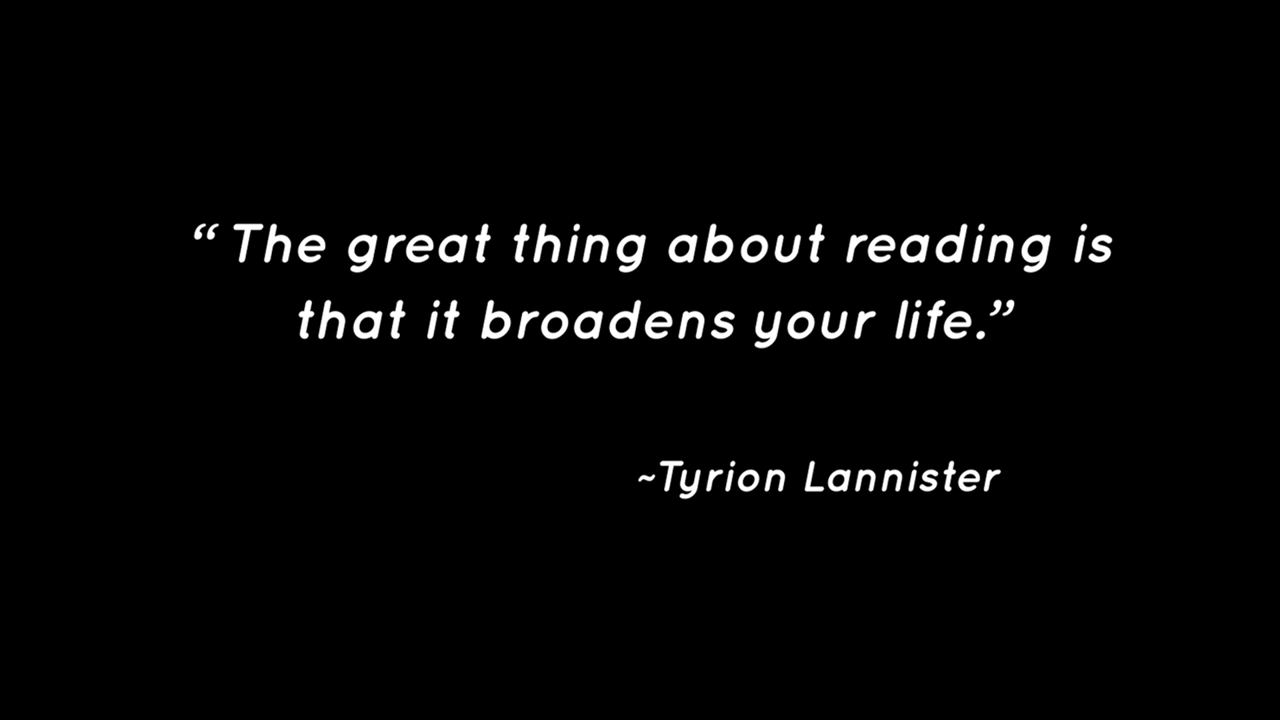 “ The great thing about reading is
that it broadens your life.”
~Tyrion Lannister